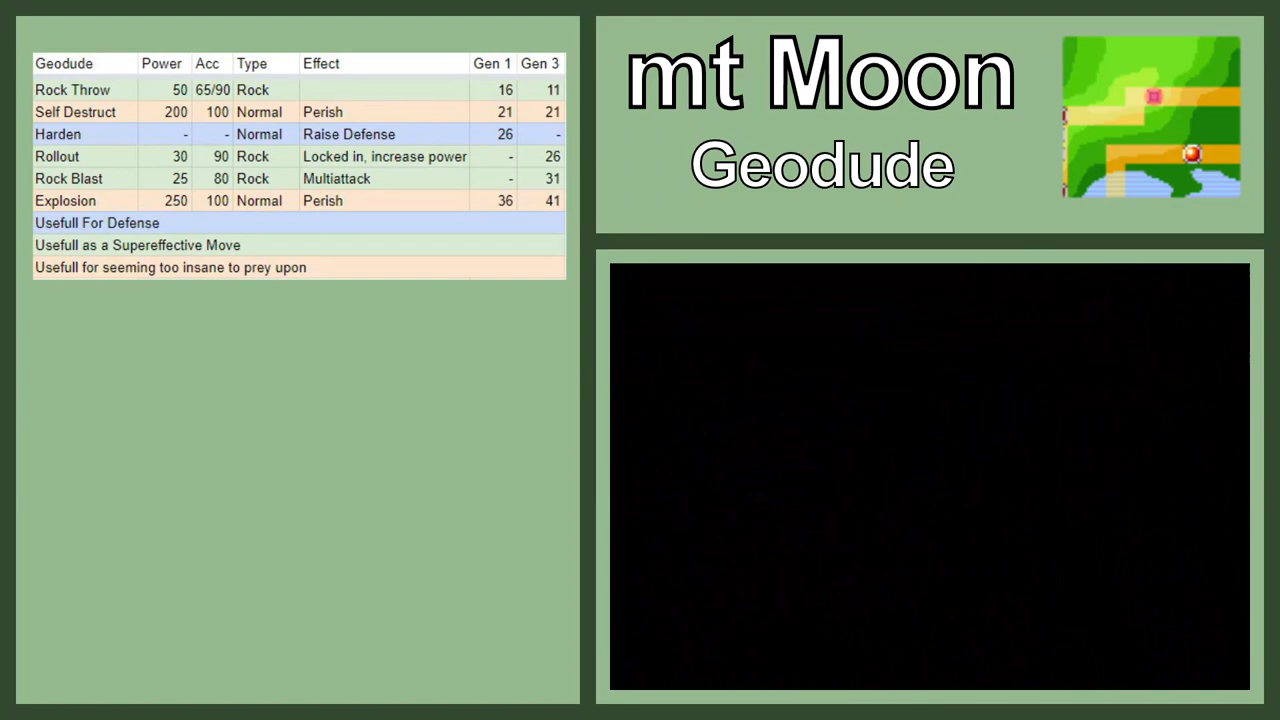 Geodude Power Acc Type Effect Gen 1 Gen 3
Rock Throw 50 65/90 Rock 16 11
Self Destruct 200 100 Normal Perish 21 21
Harden - - Normal Raise Defense 26 -
Rollout 30 90 Rock Locked in, increase power - 26
Rock Blast 25 80 Rock Multiattack - 31
Explosion 250 100 Normal Perish 36 41
Usefull For Defense
Usefull as a Supereffective Move
Usefull for seeming too insane to prey upon
mt Moon
Geodude